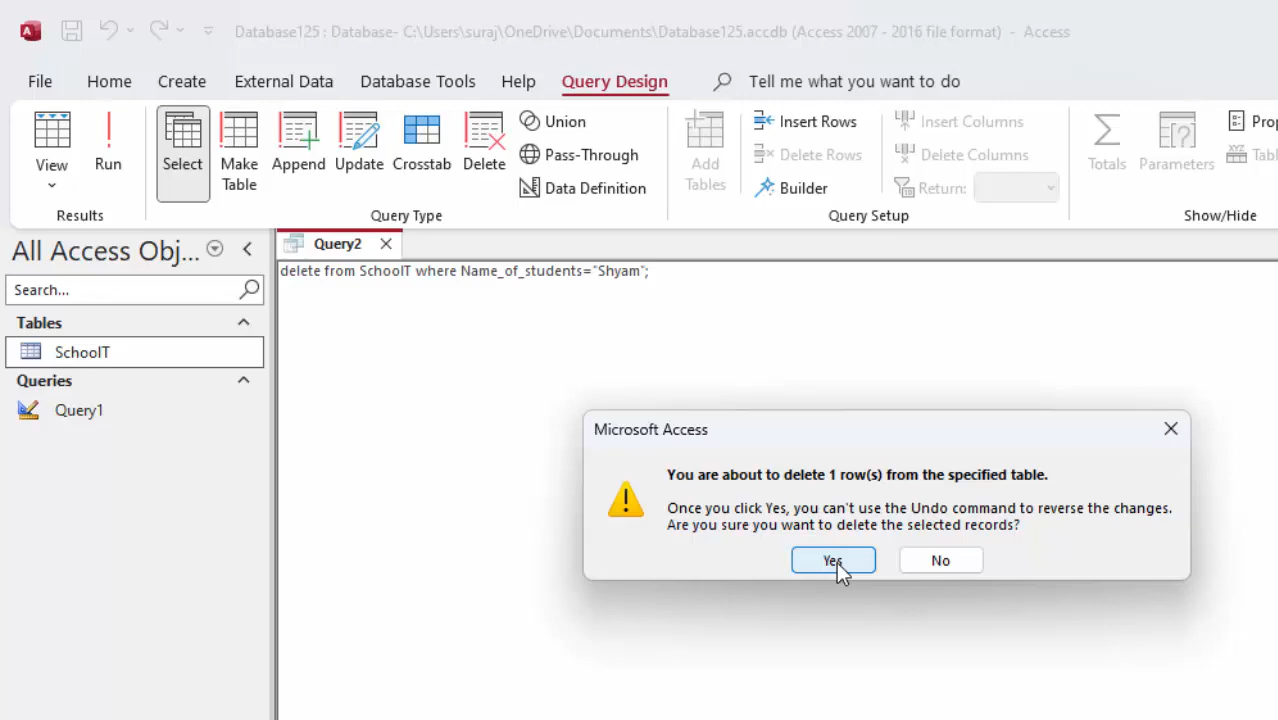 Database125 : Database- C:\Users\suraj\OneDrive\Documents\Database125.accdb (Access 2007 - 2016 file format) - Access
File Home Create External Data Database Tools Help Query Design Tell me what you want to do
View Run
Results
Select Make Table Append Update Crosstab Delete
Union
Pass-Through
Data Definition
Query Type
Add Tables
Insert Rows
Delete Rows
Builder
Insert Columns
Delete Columns
Return:
Query Setup
Totals Parameters
Show/Hide
All Access Obj...
Search...
Tables
SchoolT
Queries
Query1
Query2
delete from SchoolT where Name_of_students="Shyam";
Microsoft Access
You are about to delete 1 row(s) from the specified table.
Once you click Yes, you can't use the Undo command to reverse the changes.
Are you sure you want to delete the selected records?
Yes No